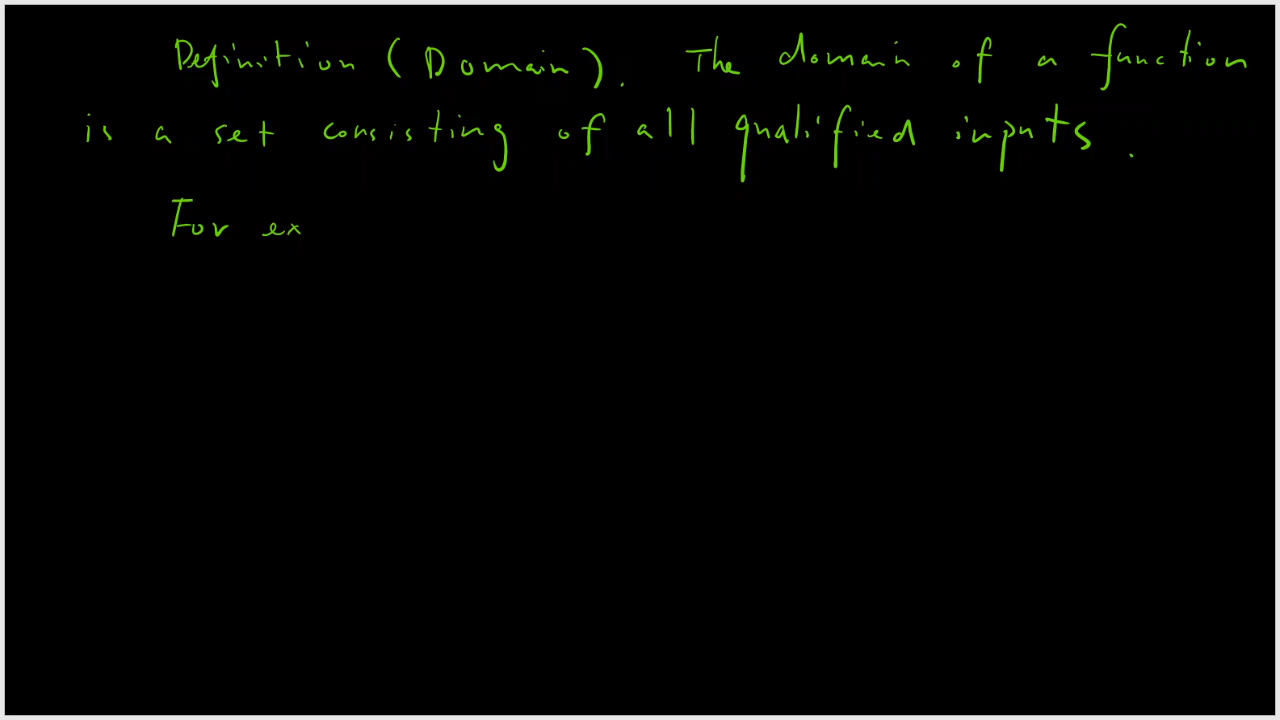 Definition (Domain). The domain of a function
is a set consisting of all qualified inputs.
For ex